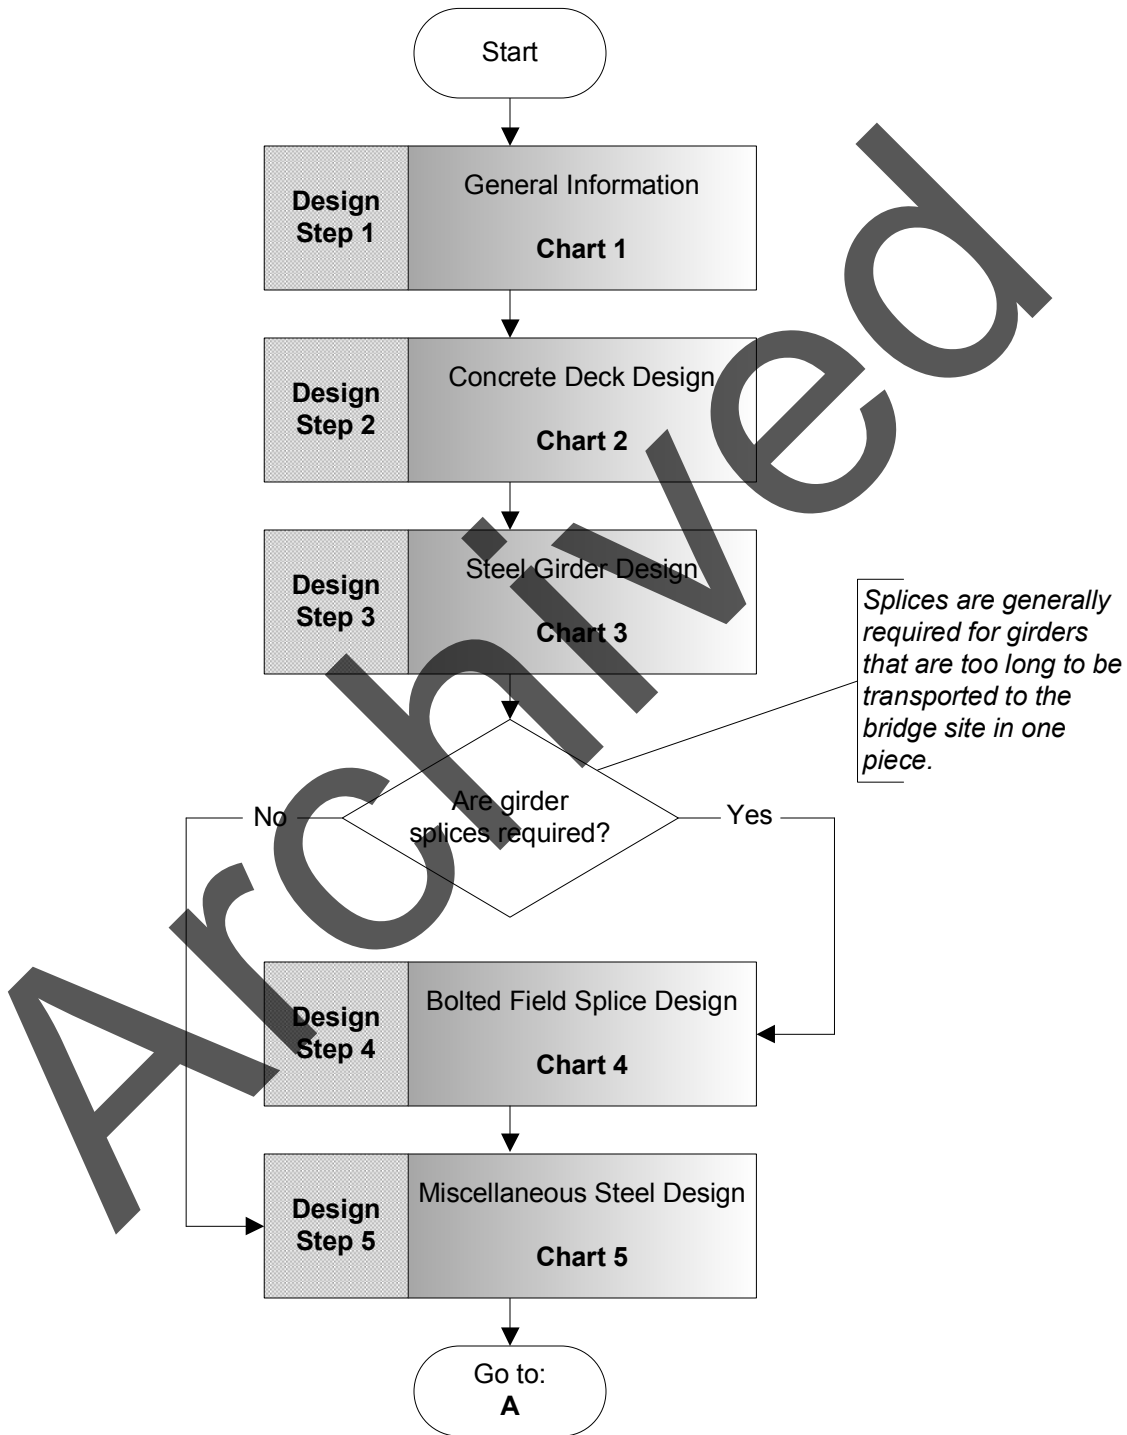 Start
Design
Step 1
General Information
Chart 1
Design
Step 2
Concrete Deck Design
Chart 2
Design
Step 3
Steel Girder Design
Chart 3
Splices are generally
required for girders
that are too long to be
transported to the
bridge site in one
piece.
Are girder
splices required?
No
Yes
Design
Step 4
Bolted Field Splice Design
Chart 4
Design
Step 5
Miscellaneous Steel Design
Chart 5
Go to:
A
Archived